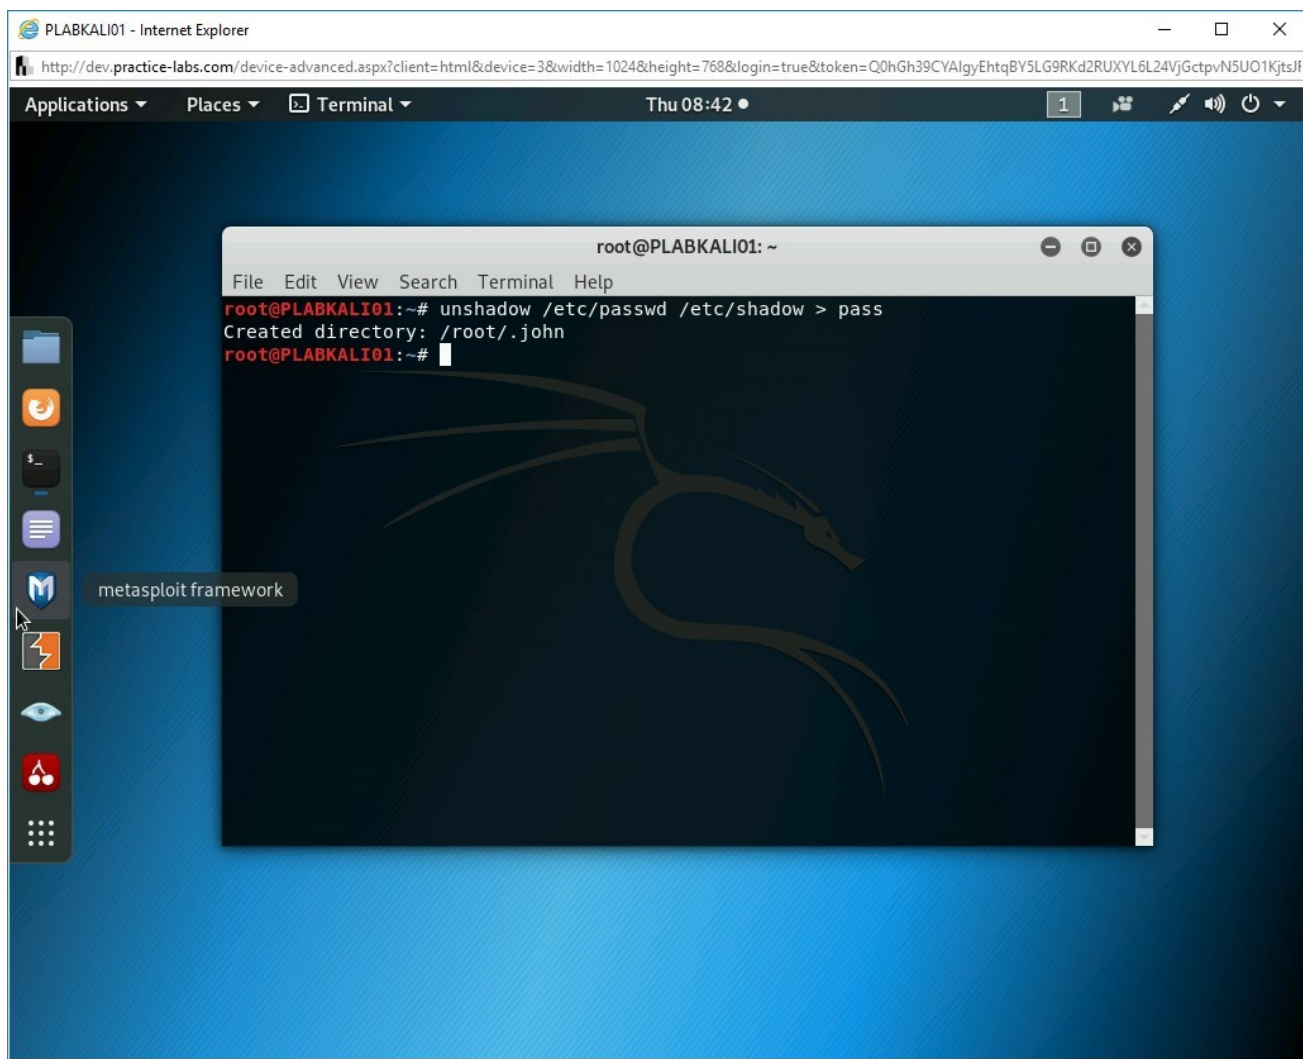 PLABKALI01 - Internet Explorer
http://dev.practice-labs.com/device-advanced.aspx?client=html&device=3&width=1024&height=768&login=true&token=
Applications Places Terminal Thu 08:42 1
root@PLABKALI01: ~
File Edit View Search Terminal Help
root@PLABKALI01:~# unshadow /etc/passwd /etc/shadow > pass
Created directory: /root/.john
root@PLABKALI01:~#
$_
metasploit framework